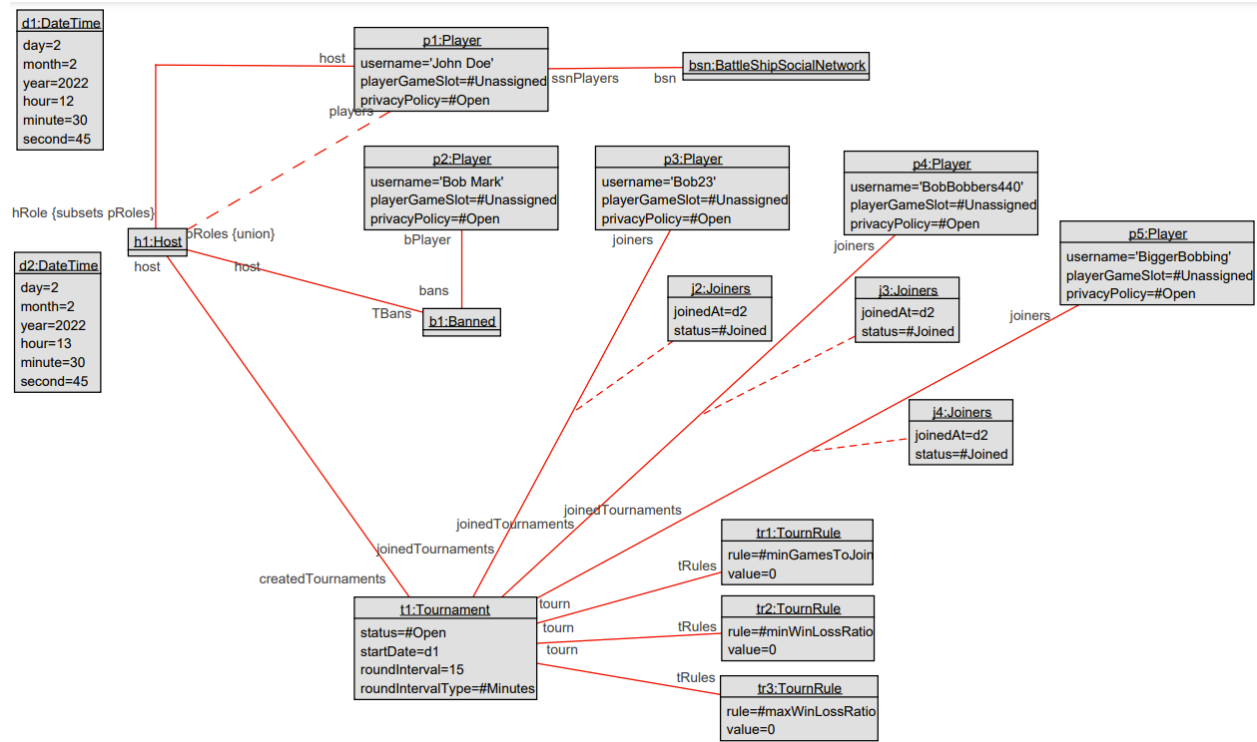 d1:DateTime
day=2
month=2
year=2022
hour=12
minute=30
second=45
p1:Player
username='John Doe'
playerGameSlot=#Unassigned
privacyPolicy=#Open
host
players
ssnPlayers
bsn
bsn:BattleShipSocialNetwork
p2:Player
username='Bob Mark'
playerGameSlot=#Unassigned
privacyPolicy=#Open
bPlayer
p3:Player
username='Bob23'
playerGameSlot=#Unassigned
privacyPolicy=#Open
joiners
p4:Player
username='BobBobbers440'
playerGameSlot=#Unassigned
privacyPolicy=#Open
joiners
p5:Player
username='BiggerBobbing'
playerGameSlot=#Unassigned
privacyPolicy=#Open
joiners
hRole {subsets pRoles}
pRoles {union}
h1:Host
host
host
d2:DateTime
day=2
month=2
year=2022
hour=13
minute=30
second=45
bans
TBans
b1:Banned
j2:Joiners
joinedAt=d2
status=#Joined
j3:Joiners
joinedAt=d2
status=#Joined
j4:Joiners
joinedAt=d2
status=#Joined
joinedTournaments
joinedTournaments
joinedTournaments
createdTournaments
t1:Tournament
status=#Open
startDate=d1
roundInterval=15
roundIntervalType=#Minutes
tourn
tourn
tourn
tRules
tRules
tRules
tr1:TournRule
rule=#minGamesToJoin
value=0
tr2:TournRule
rule=#minWinLossRatio
value=0
tr3:TournRule
rule=#maxWinLossRatio
value=0